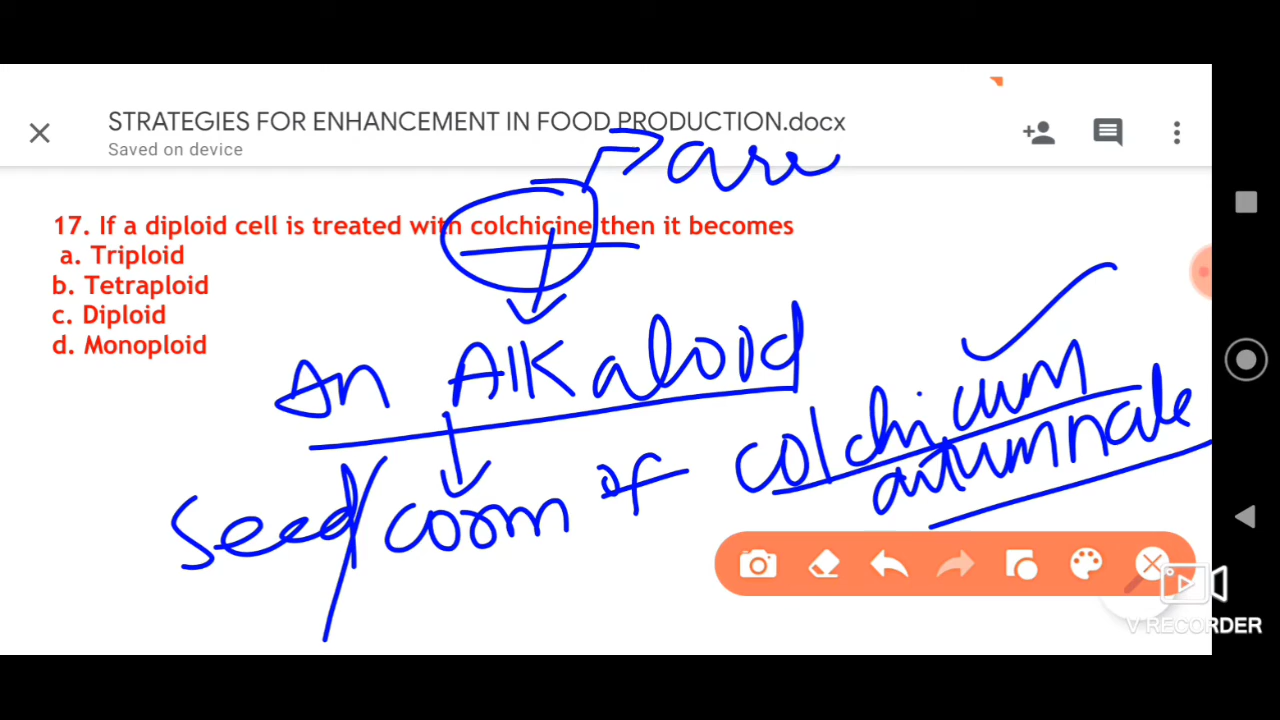 STRATEGIES FOR ENHANCEMENT IN FOOD PRODUCTION.docx
Saved on device
17. If a diploid cell is treated with colchicine then it becomes
a. Triploid
b. Tetraploid
c. Diploid
d. Monoploid
An Alkaloid
Seed/corm of colchicum
autumnale
V RECORDER